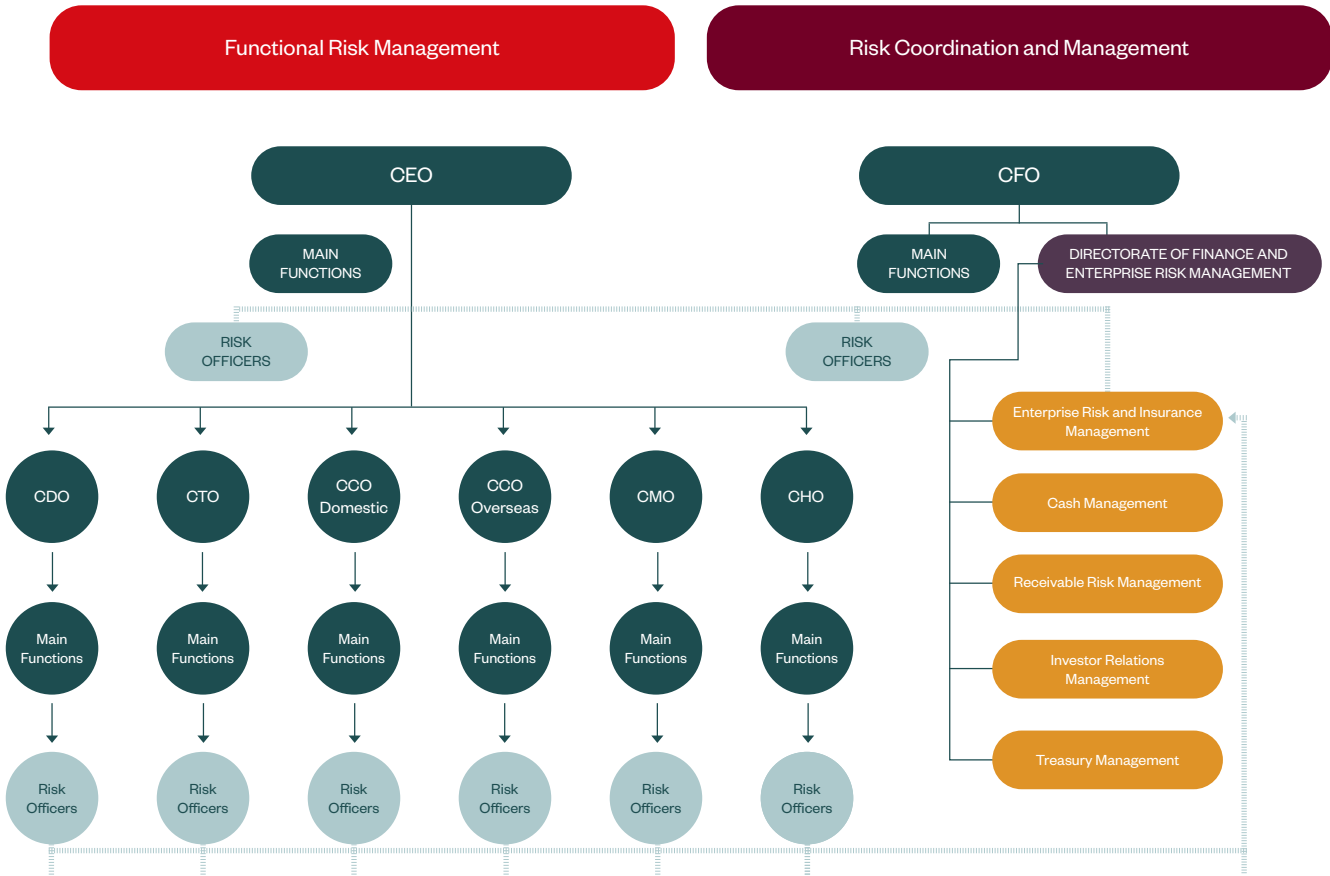 Functional Risk Management
Risk Coordination and Management
CEO
CFO
MAIN
FUNCTIONS
MAIN
FUNCTIONS
DIRECTORATE OF FINANCE AND
ENTERPRISE RISK MANAGEMENT
RISK
OFFICERS
RISK
OFFICERS
CDO
CTO
CCO
Domestic
CCO
Overseas
CMO
CHO
Main
Functions
Main
Functions
Main
Functions
Main
Functions
Main
Functions
Main
Functions
Risk
Officers
Risk
Officers
Risk
Officers
Risk
Officers
Risk
Officers
Risk
Officers
Enterprise Risk and Insurance
Management
Cash Management
Receivable Risk Management
Investor Relations
Management
Treasury Management